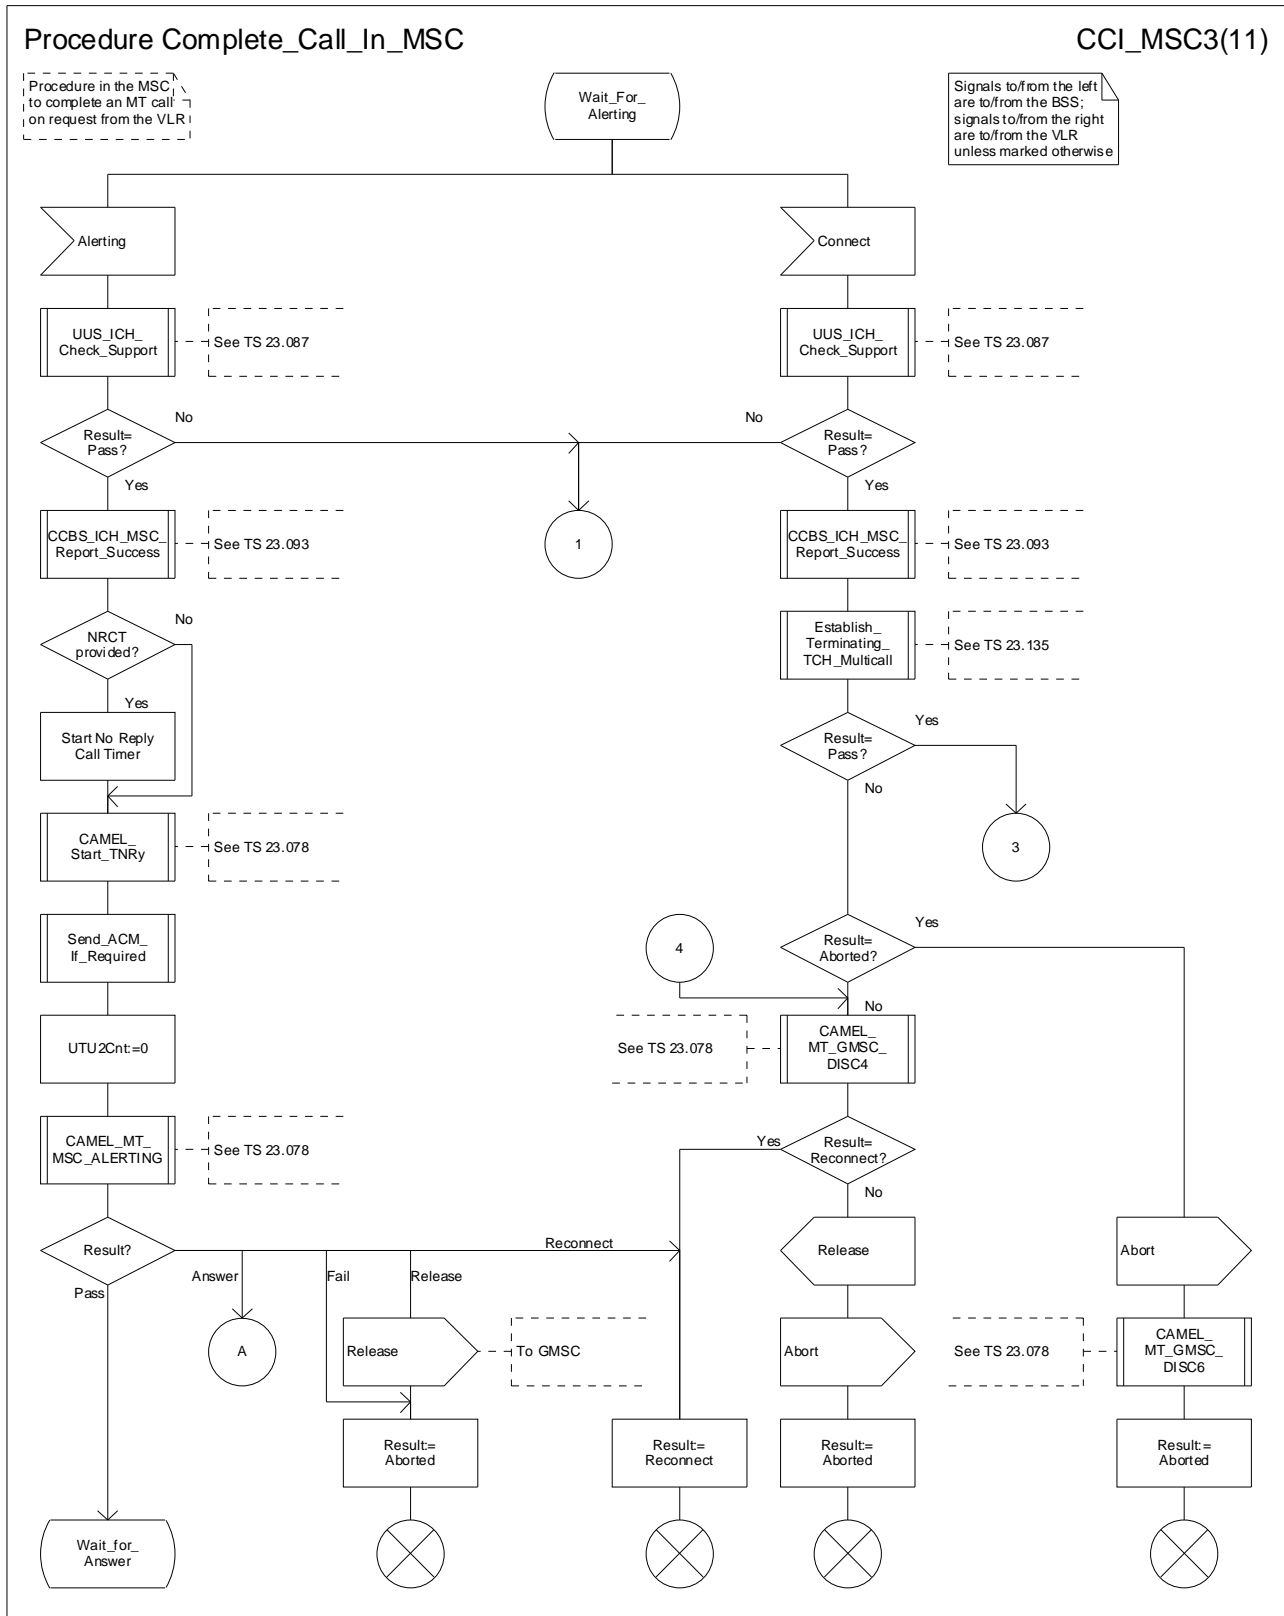 Procedure Complete_Call_In_MSC
CCI_MSC3(11)
Procedure in the MSC
to complete an MT call
on request from the VLR
Wait_For_
Alerting
Signals to/from the left
are to/from the BSS;
signals to/from the right
are to/from the VLR
unless marked otherwise
Alerting
Connect
UUS_ICH_
Check_Support
See TS 23.087
UUS_ICH_
Check_Support
See TS 23.087
Result=
Pass?
No
No
Result=
Pass?
Yes
Yes
CCBS_ICH_MSC_
Report_Success
See TS 23.093
1
CCBS_ICH_MSC_
Report_Success
See TS 23.093
NRCT
provided?
No
Establish_
Terminating_
TCH_Multicall
See TS 23.135
Yes
Start No Reply
Call Timer
Result=
Pass?
Yes
No
CAMEL_
Start_TNRy
See TS 23.078
3
Send_ACM_
If_Required
4
Result=
Aborted?
Yes
No
UTU2Cnt:=0
See TS 23.078
CAMEL_
MT_GMSC_
DISC4
CAMEL_MT_
MSC_ALERTING
See TS 23.078
Yes
Result=
Reconnect?
No
Result?
Reconnect
Release
Abort
Pass
Answer
Fail
Release
A
Release
To GMSC
Abort
See TS 23.078
CAMEL_
MT_GMSC_
DISC6
Result:=
Aborted
Result:=
Reconnect
Result:=
Aborted
Result:=
Aborted
Wait_for_
Answer